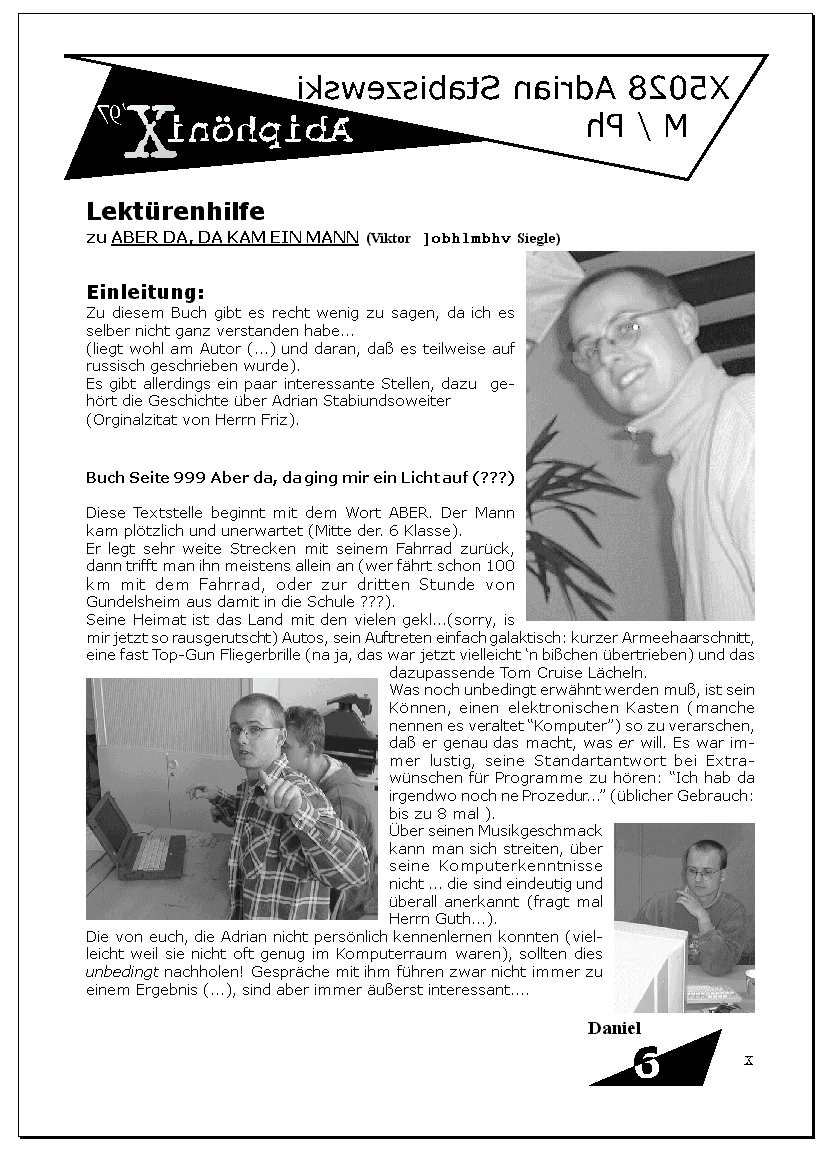 X5028 Adrian Stabiszewski
M / Ph
AbiphöniX '97
Lektürenhilfe
zu ABER DA, DA KAM EIN MANN (Viktor ]obhlmbhv Siegle)
Einleitung:
Zu diesem Buch gibt es recht wenig zu sagen, da ich es
selber nicht ganz verstanden habe...
(liegt wohl am Autor (...) und daran, daß es teilweise auf
russisch geschrieben wurde).
Es gibt allerdings ein paar interessante Stellen, dazu ge-
hört die Geschichte über Adrian Stabiundsoweiter
(Orginalzitat von Herrn Friz).
Buch Seite 999 Aber da, da ging mir ein Licht auf (???)
Diese Textstelle beginnt mit dem Wort ABER. Der Mann
kam plötzlich und unerwartet (Mitte der. 6 Klasse).
Er legt sehr weite Strecken mit seinem Fahrrad zurück,
dann trifft man ihn meistens allein an (wer fährt schon 100
km mit dem Fahrrad, oder zur dritten Stunde von
Gundelsheim aus damit in die Schule ???).
Seine Heimat ist das Land mit den vielen gekl...(sorry, is
mir jetzt so rausgerutscht) Autos, sein Auftreten einfach galaktisch: kurzer Armeehaarschnitt,
eine fast Top-Gun Fliegerbrille (na ja, das war jetzt vielleicht ‘n bißchen übertrieben) und das
dazupassende Tom Cruise Lächeln.
Was noch unbedingt erwähnt werden muß, ist sein
Können, einen elektronischen Kasten (manche
nennen es veraltet “Komputer”) so zu verarschen,
daß er genau das macht, was er will. Es war im-
mer lustig, seine Standartantwort bei Extra-
wünschen für Programme zu hören: “Ich hab da
irgendwo noch ne Prozedur...” (üblicher Gebrauch:
bis zu 8 mal ).
Über seinen Musikgeschmack
kann man sich streiten, über
seine Komputerkenntnisse
nicht ... die sind eindeutig und
überall anerkannt (fragt mal
Herrn Guth...).
Die von euch, die Adrian nicht persönlich kennenlernen konnten (viel-
leicht weil sie nicht oft genug im Komputerraum waren), sollten dies
unbedingt nachholen! Gespräche mit ihm führen zwar nicht immer zu
einem Ergebnis (...), sind aber immer äußerst interessant....
Daniel
6
X